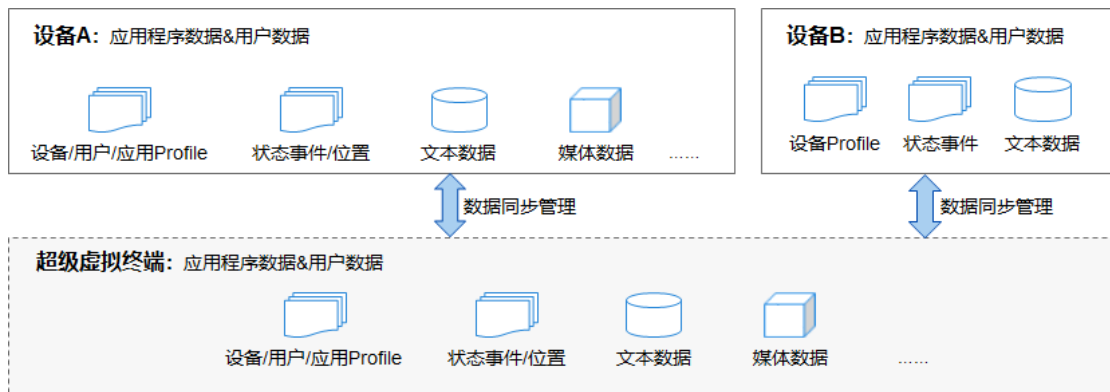 设备A：应用程序数据&用户数据
设备/用户/应用Profile 状态事件/位置 文本数据 媒体数据 ......
设备B：应用程序数据&用户数据
设备Profile 状态事件 文本数据
数据同步管理 数据同步管理
超级虚拟终端：应用程序数据&用户数据
设备/用户/应用Profile 状态事件/位置 文本数据 媒体数据 ......